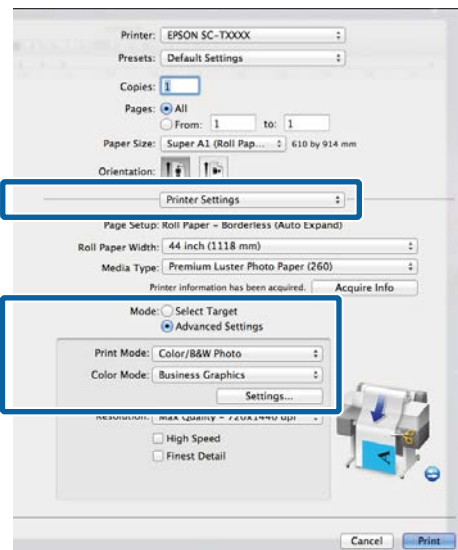 Printer: EPSON SC-TXXXX
Presets: Default Settings
Copies: 1
Pages: All
From: 1 to: 1
Paper Size: Super A1 (Roll Pap... 610 by 914 mm
Orientation:
Printer Settings
Page Setup: Roll Paper - Borderless (Auto Expand)
Roll Paper Width: 44 inch (1118 mm)
Media Type: Premium Luster Photo Paper (260)
Printer information has been acquired. Acquire Info
Mode: Select Target
Advanced Settings
Print Mode: Color/B&W Photo
Color Mode: Business Graphics
Settings...
Resolution: Max Quality - 720x1440 dpi
High Speed
Finest Detail
A
Cancel Print